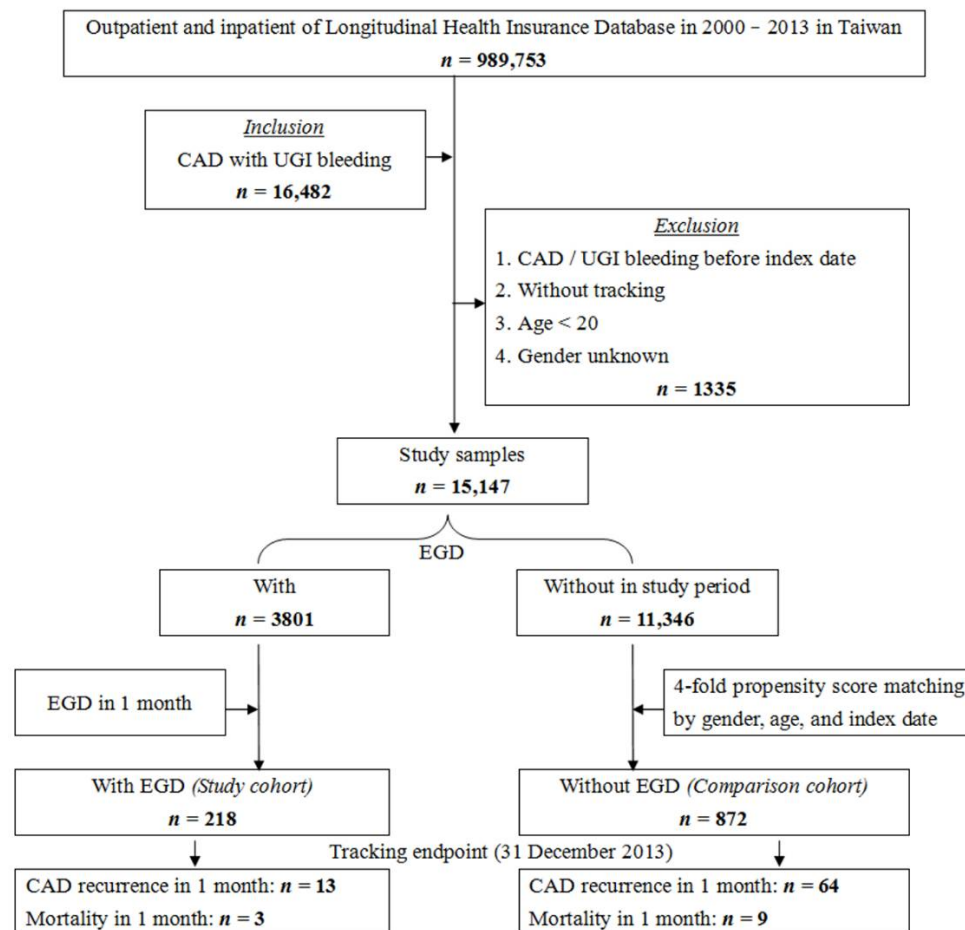 Outpatient and inpatient of Longitudinal Health Insurance Database in 2000 – 2013 in Taiwan
n = 989,753
Inclusion
CAD with UGI bleeding
n = 16,482
Exclusion
1. CAD / UGI bleeding before index date
2. Without tracking
3. Age < 20
4. Gender unknown
n = 1335
Study samples
n = 15,147
EGD
With
n = 3801
Without in study period
n = 11,346
EGD in 1 month
4-fold propensity score matching
by gender, age, and index date
With EGD (Study cohort)
n = 218
Without EGD (Comparison cohort)
n = 872
Tracking endpoint (31 December 2013)
CAD recurrence in 1 month: n = 13
Mortality in 1 month: n = 3
CAD recurrence in 1 month: n = 64
Mortality in 1 month: n = 9